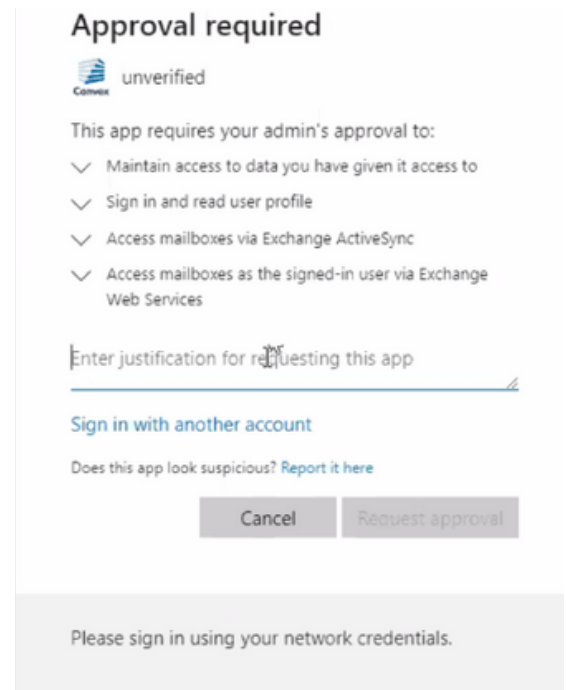 Approval required
Convex
unverified
This app requires your admin's approval to:
Maintain access to data you have given it access to
Sign in and read user profile
Access mailboxes via Exchange ActiveSync
Access mailboxes as the signed-in user via Exchange
Web Services
Enter justification for requesting this app
Sign in with another account
Does this app look suspicious? Report it here
Cancel
Request approval
Please sign in using your network credentials.